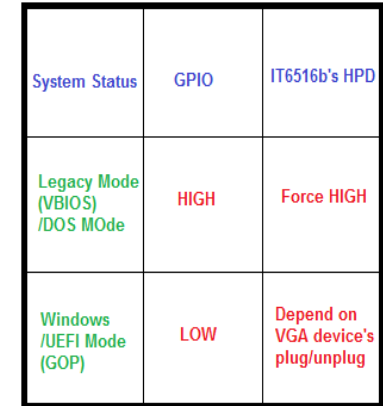 System Status GPIO IT6516b's HPD
Legacy Mode
(VBIOS)
/DOS MOde
HIGH
Force HIGH
Windows
/UEFI Mode
(GOP)
LOW
Depend on
VGA device's
plug/unplug